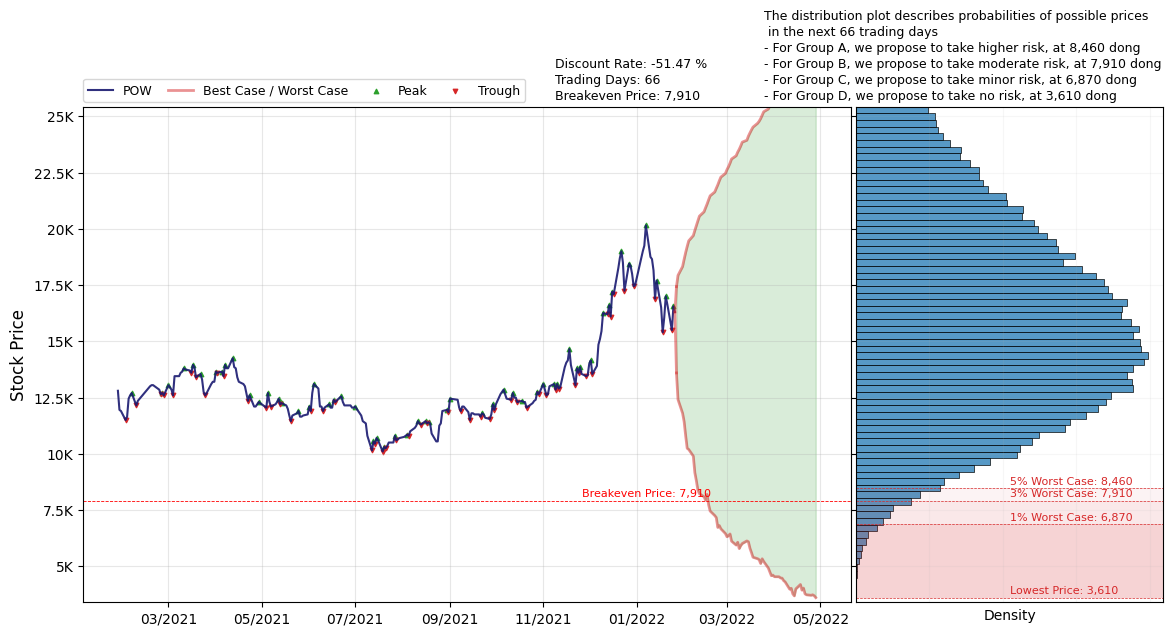 The distribution plot describes probabilities of possible prices
in the next 66 trading days
- For Group A, we propose to take higher risk, at 8,460 dong
- For Group B, we propose to take moderate risk, at 7,910 dong
- For Group C, we propose to take minor risk, at 6,870 dong
- For Group D, we propose to take no risk, at 3,610 dong
Discount Rate: -51.47 %
Trading Days: 66
Breakeven Price: 7,910
POW
Best Case / Worst Case
Peak
Trough
Stock Price
25K
22.5K
20K
17.5K
15K
12.5K
10K
7.5K
5K
Breakeven Price: 7,910
5% Worst Case: 8,460
3% Worst Case: 7,910
1% Worst Case: 6,870
Lowest Price: 3,610
03/2021
05/2021
07/2021
09/2021
11/2021
01/2022
03/2022
05/2022
Density